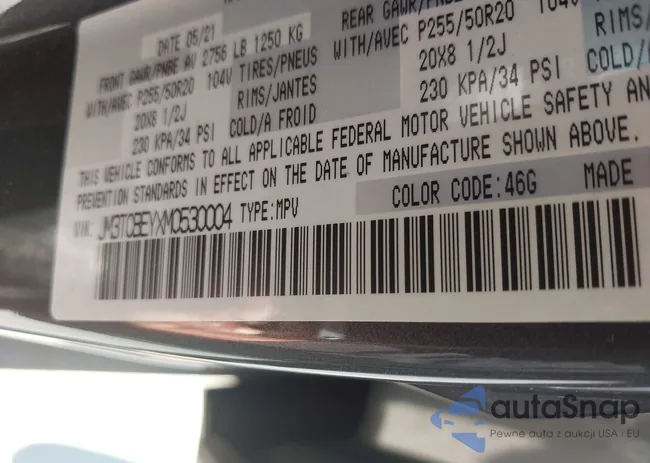 DATE 05/21
FRONT GAWR/PNBE AV 2756 LB 1250 KG
WITH/AVEC P255/50R20 104V TIRES/PNEUS
20X8 1/2J RIMS/JANTES
230 KPA/34 PSI COLD/A FROID
REAR GAWR/PNBE
WITH/AVEC P255/50R20 104V
20X8 1/2J RIMS/
230 KPA/34 PSI COLD/
THIS VEHICLE CONFORMS TO ALL APPLICABLE FEDERAL MOTOR VEHICLE SAFETY AN
PREVENTION STANDARDS IN EFFECT ON THE DATE OF MANUFACTURE SHOWN ABOVE.
VIN: JM3TCBEYXM0530004 TYPE:MPV COLOR CODE:46G MADE
autaSnap
Pewne auta z aukcji USA i EU